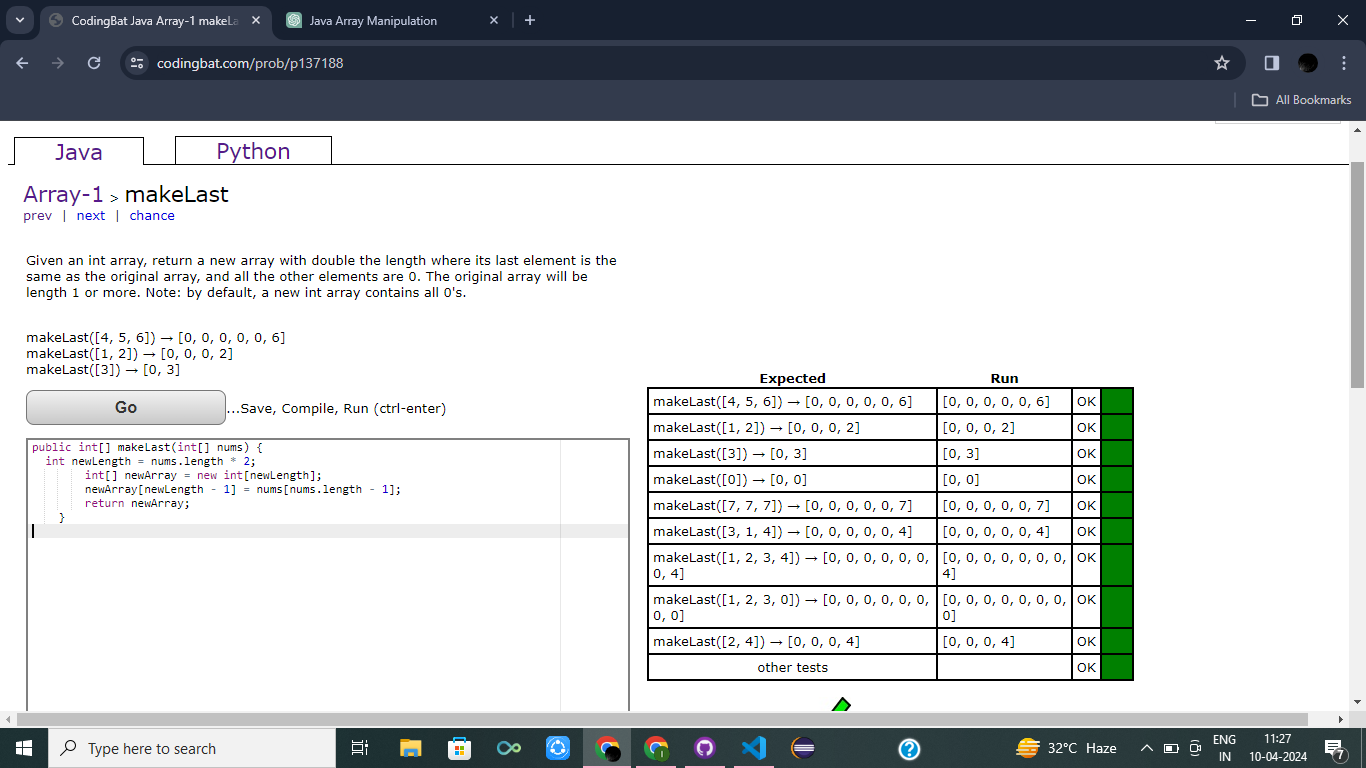 CodingBat Java Array-1 makeLa
Java Array Manipulation
codingbat.com/prob/p137188
All Bookmarks
Java
Python
Array-1 > makeLast
prev | next | chance
Given an int array, return a new array with double the length where its last element is the
same as the original array, and all the other elements are 0. The original array will be
length 1 or more. Note: by default, a new int array contains all 0's.
makeLast([4, 5, 6]) → [0, 0, 0, 0, 0, 6]
makeLast([1, 2]) → [0, 0, 0, 2]
makeLast([3]) → [0, 3]
Go
...Save, Compile, Run (ctrl-enter)
public int[] makeLast(int[] nums) {
int newLength = nums.length * 2;
int[] newArray = new int[newLength];
newArray[newLength - 1] = nums[nums.length - 1];
return newArray;
}
Expected Run
makeLast([4, 5, 6]) → [0, 0, 0, 0, 0, 6] [0, 0, 0, 0, 0, 6] OK
makeLast([1, 2]) → [0, 0, 0, 2] [0, 0, 0, 2] OK
makeLast([3]) → [0, 3] [0, 3] OK
makeLast([0]) → [0, 0] [0, 0] OK
makeLast([7, 7, 7]) → [0, 0, 0, 0, 0, 7] [0, 0, 0, 0, 0, 7] OK
makeLast([3, 1, 4]) → [0, 0, 0, 0, 0, 4] [0, 0, 0, 0, 0, 4] OK
makeLast([1, 2, 3, 4]) → [0, 0, 0, 0, 0, 0, [0, 0, 0, 0, 0, 0, 0, OK
0, 4] 4]
makeLast([1, 2, 3, 0]) → [0, 0, 0, 0, 0, 0, [0, 0, 0, 0, 0, 0, 0, OK
0, 0] 0]
makeLast([2, 4]) → [0, 0, 0, 4] [0, 0, 0, 4] OK
other tests OK
Type here to search
32°C Haze
ENG
IN
11:27
10-04-2024
7